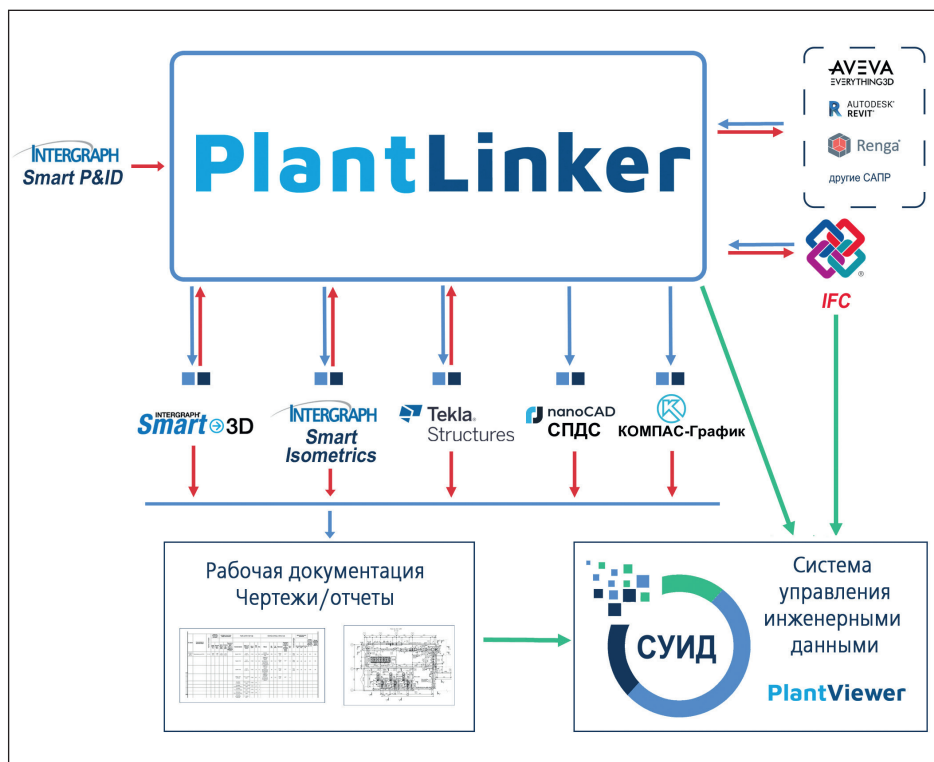 AVEVA
EVERYTHING3D
AUTODESK®
REVIT®
Renga®
другие САПР
INTERGRAPH
Smart P&ID
PlantLinker
®
IFC
INTERGRAPH®
Smart 3D
INTERGRAPH
Smart
Isometrics
Tekla®
Structures
nanoCAD
СПДС
КОМПАС-График
Рабочая документация
Чертежи/отчеты
СУИД
Система
управления
инженерными
данными
PlantViewer